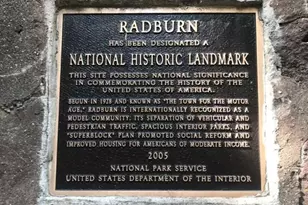 RADBURN
HAS BEEN DESIGNATED A
NATIONAL HISTORIC LANDMARK
THIS SITE POSSESSES NATIONAL SIGNIFICANCE
IN COMMEMORATING THE HISTORY OF THE
UNITED STATES OF AMERICA.
BEGUN IN 1928 AND KNOWN AS "THE TOWN FOR THE MOTOR
AGE," RADBURN IS INTERNATIONALLY RECOGNIZED AS A
MODEL COMMUNITY; ITS SEPARATION OF VEHICULAR AND
PEDESTRIAN TRAFFIC, SPACIOUS INTERIOR PARKS, AND
"SUPERBLOCK" PLAN PROMOTED SOCIAL REFORM AND
IMPROVED HOUSING FOR AMERICANS OF MODERATE INCOME.
2005
NATIONAL PARK SERVICE
UNITED STATES DEPARTMENT OF THE INTERIOR